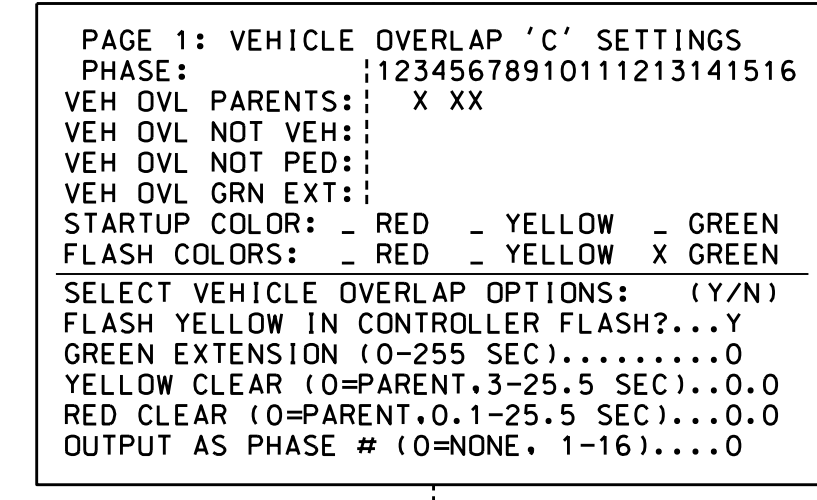 PAGE 1: VEHICLE OVERLAP 'C' SETTINGS
PHASE: ¦12345678910111213141516
VEH OVL PARENTS:¦ X XX
VEH OVL NOT VEH:¦
VEH OVL NOT PED:¦
VEH OVL GRN EXT:¦
STARTUP COLOR: _ RED _ YELLOW _ GREEN
FLASH COLORS: _ RED _ YELLOW X GREEN
SELECT VEHICLE OVERLAP OPTIONS: (Y/N)
FLASH YELLOW IN CONTROLLER FLASH?...Y
GREEN EXTENSION (0-255 SEC).........0
YELLOW CLEAR (0=PARENT,3-25.5 SEC)..0.0
RED CLEAR (0=PARENT,0.1-25.5 SEC)...0.0
OUTPUT AS PHASE # (0=NONE, 1-16)....0